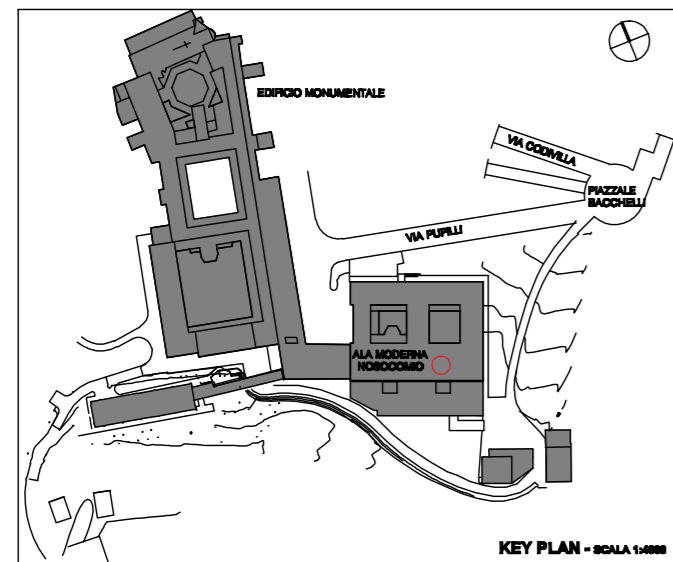 EDIFICIO MONUMENTALE
VIA CODIVILLA
PIAZZALE
BACCHELLI
VIA PUPILLI
ALA MODERNA
NOSOCOMIO
KEY PLAN - SCALA